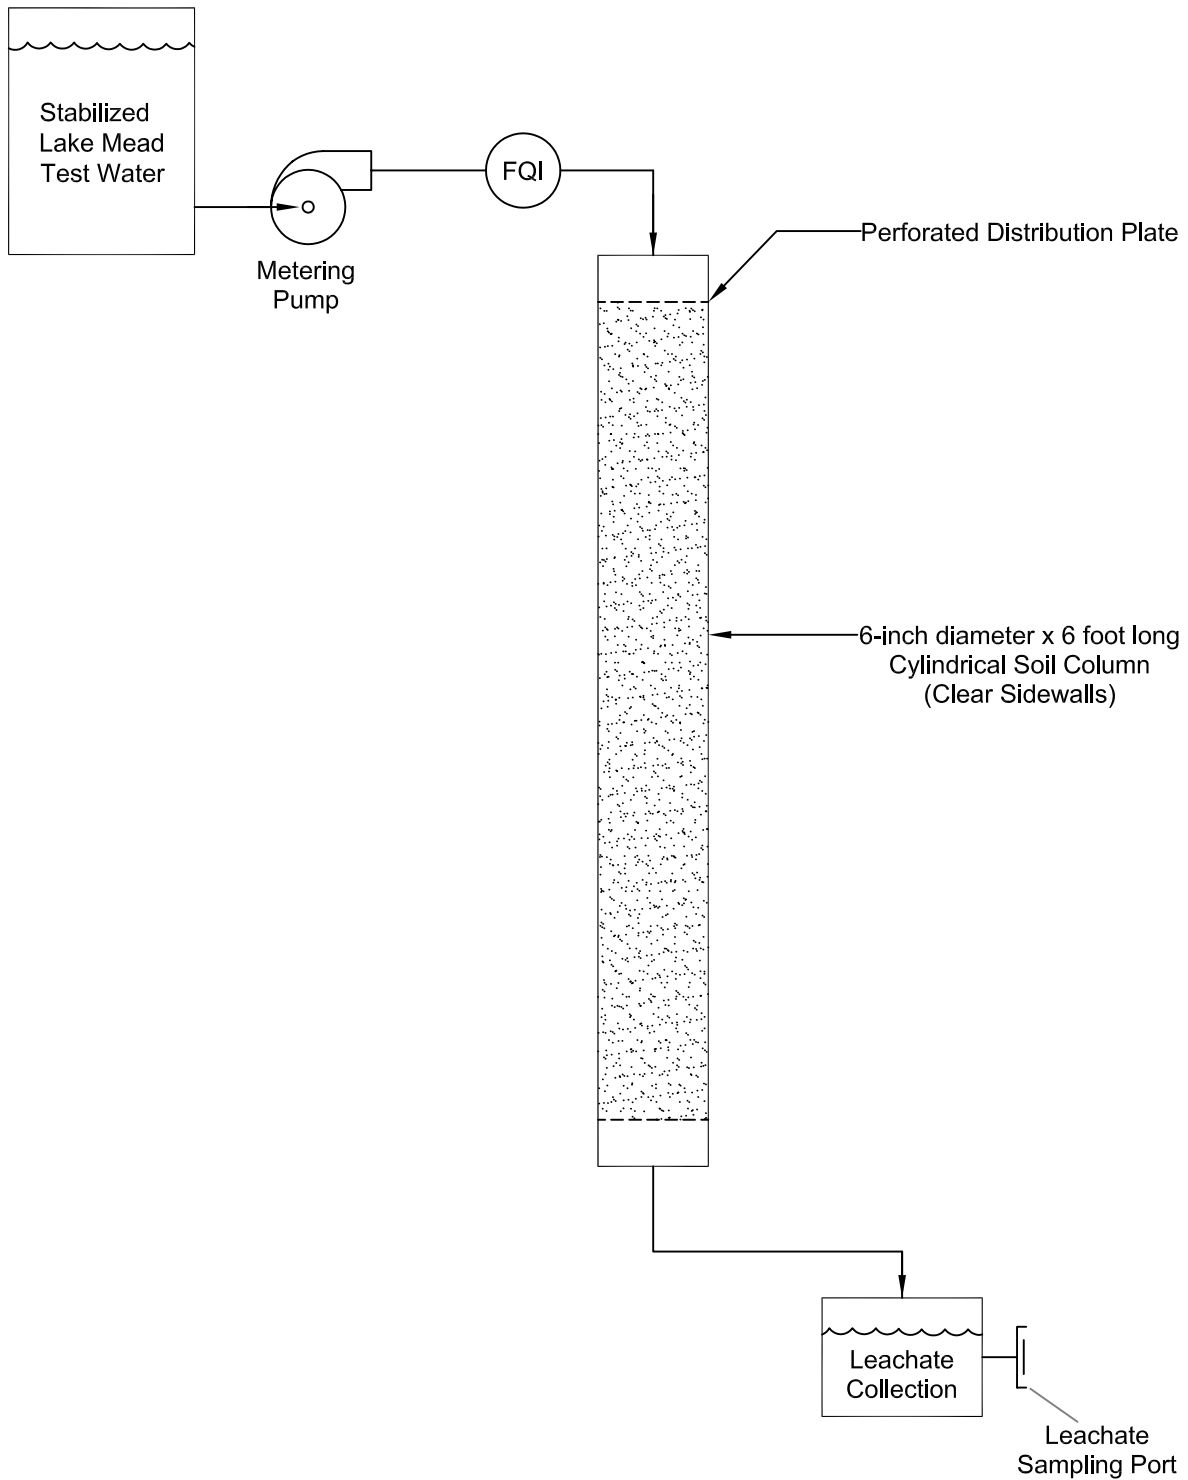 Stabilized
Lake Mead
Test Water
Metering
Pump
FQI
Perforated Distribution Plate
6-inch diameter x 6 foot long
Cylindrical Soil Column
(Clear Sidewalls)
Leachate
Collection
Leachate
Sampling Port